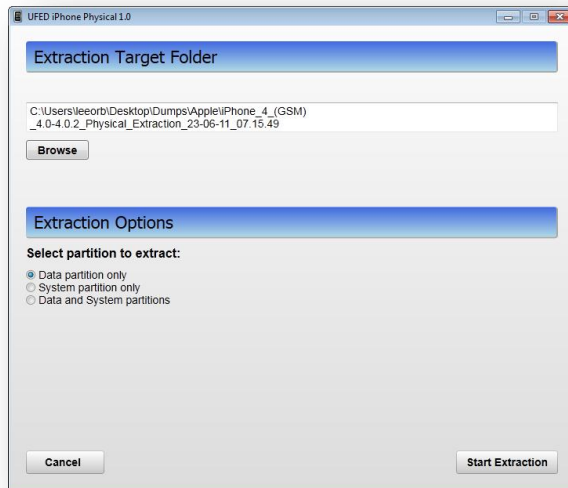 UFED iPhone Physical 1.0
Extraction Target Folder
C:\Users\leeorb\Desktop\Dumps\Apple\iPhone_4_(GSM)
_4.0-4.0.2_Physical_Extraction_23-06-11_07.15.49
Browse
Extraction Options
Select partition to extract:
Data partition only
System partition only
Data and System partitions
Cancel
Start Extraction